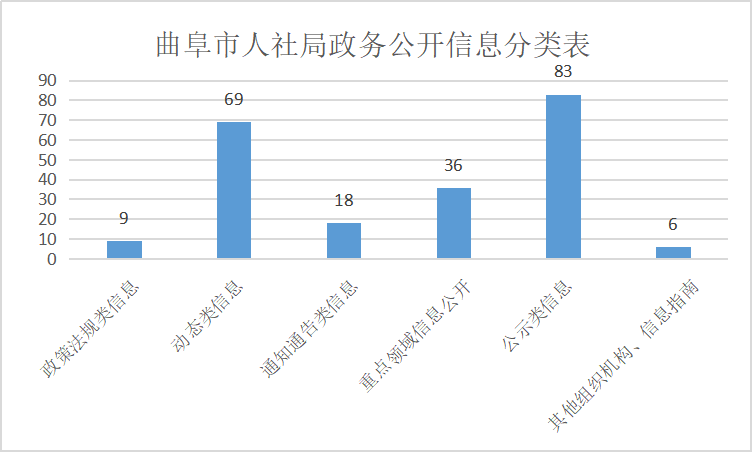 曲阜市人社局政务公开信息分类表
90
80
70
60
50
40
30
20
10
0
9
69
18
36
83
6
政策法规类信息
动态类信息
通知通告类信息
重点领域信息公开
公示类信息
其他组织机构、信息指南